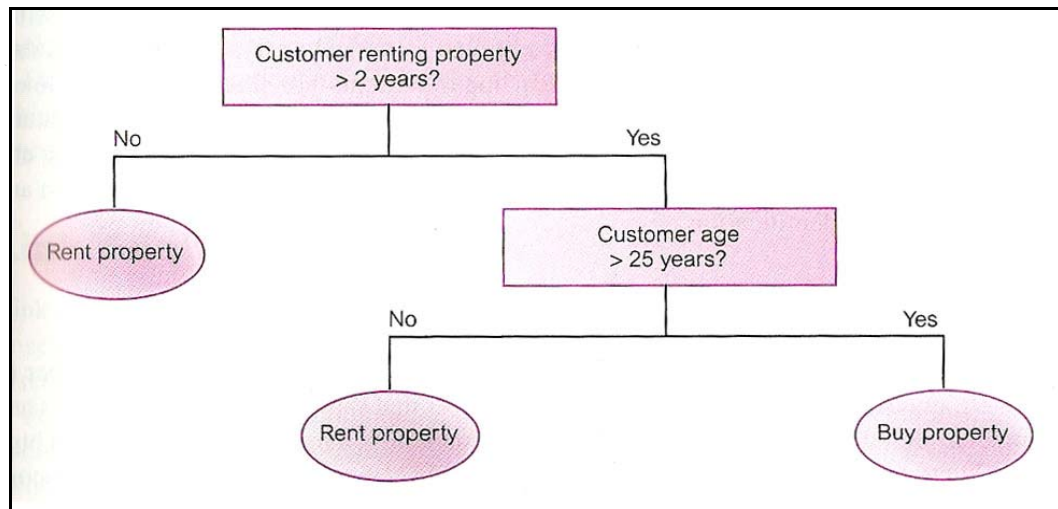 Customer renting property
> 2 years?
No
Yes
Rent property
Customer age
> 25 years?
No
Yes
Rent property
Buy property